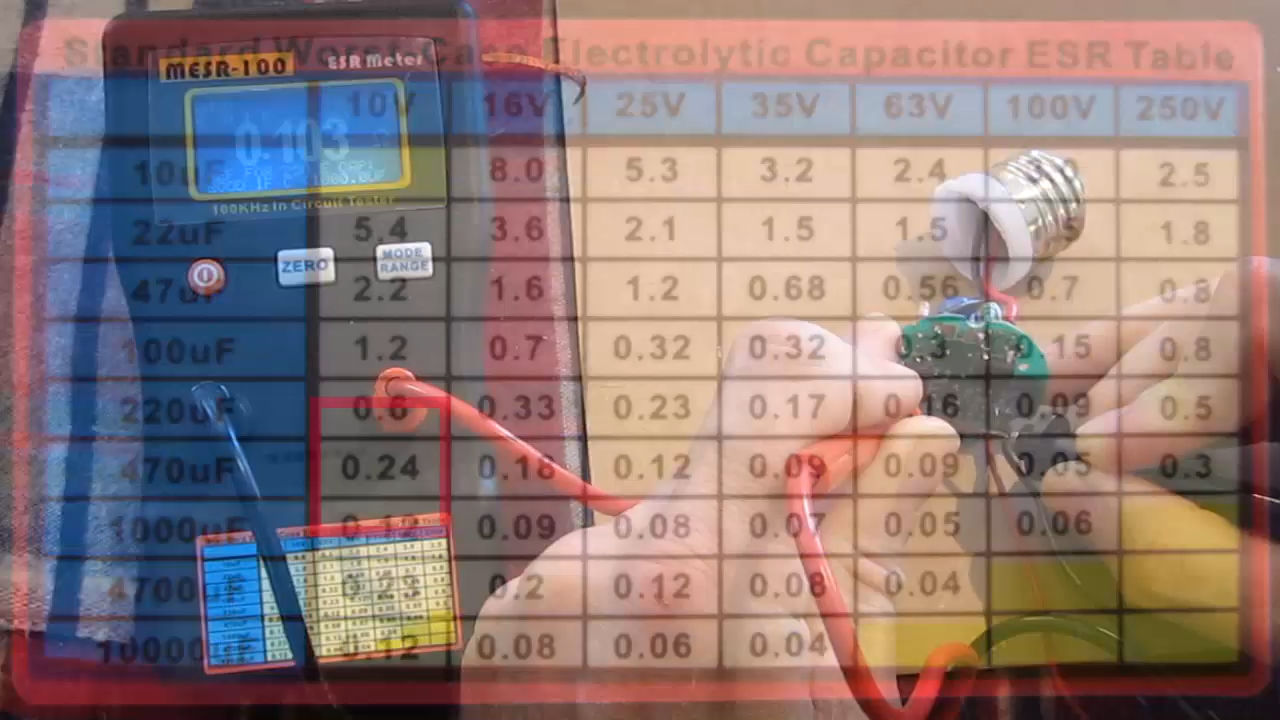 Standard Worst Case Electrolytic Capacitor ESR Table
MESR-100 ESR Meter
0.103
100KHz In Circuit Tester
ZERO
MODE RANGE
10V 16V 25V 35V 63V 100V 250V
10uF 8.0 5.3 3.2 2.4 2.5
22uF 5.4 3.6 2.1 1.5 1.5 1.8
47uF 2.2 1.6 1.2 0.68 0.56 0.7 0.8
100uF 1.2 0.7 0.32 0.32 0.3 0.15 0.8
220uF 0.6 0.33 0.23 0.17 0.16 0.09 0.5
470uF 0.24 0.18 0.12 0.09 0.09 0.05 0.3
1000uF 0.09 0.08 0.07 0.05 0.06
4700 0.2 0.12 0.08 0.04
10000 0.12 0.08 0.06 0.04